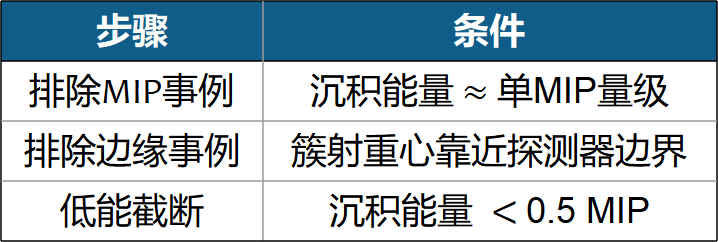 步骤 条件
排除MIP事例 沉积能量 ≈ 单MIP量级
排除边缘事例 簇射重心靠近探测器边界
低能截断 沉积能量 < 0.5 MIP